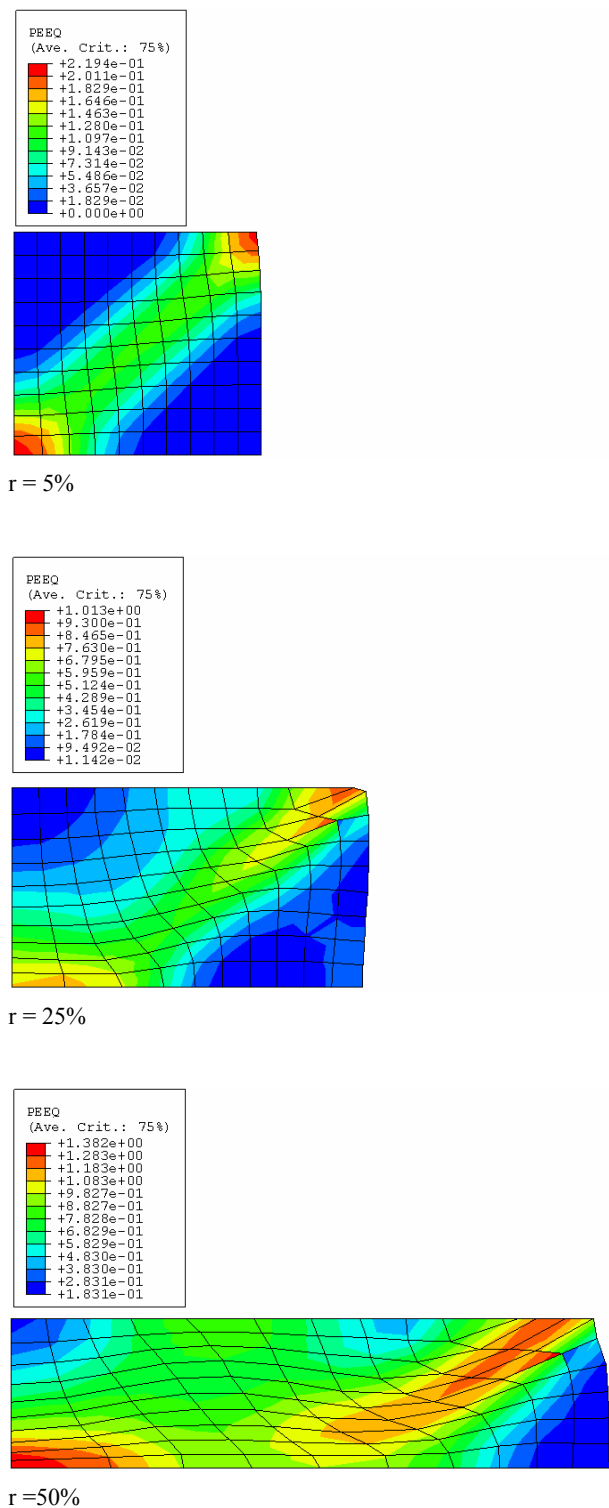 PEEQ
(Ave. Crit.: 75%)
+2.194e-01
+2.011e-01
+1.829e-01
+1.646e-01
+1.463e-01
+1.280e-01
+1.097e-01
+9.143e-02
+7.314e-02
+5.486e-02
+3.657e-02
+1.829e-02
+0.000e+00
r = 5%
PEEQ
(Ave. Crit.: 75%)
+1.013e+00
+9.300e-01
+8.465e-01
+7.630e-01
+6.795e-01
+5.959e-01
+5.124e-01
+4.289e-01
+3.454e-01
+2.619e-01
+1.784e-01
+9.492e-02
+1.142e-02
r = 25%
PEEQ
(Ave. Crit.: 75%)
+1.382e+00
+1.283e+00
+1.183e+00
+1.083e+00
+9.827e-01
+8.827e-01
+7.828e-01
+6.829e-01
+5.829e-01
+4.830e-01
+3.830e-01
+2.831e-01
+1.831e-01
r =50%